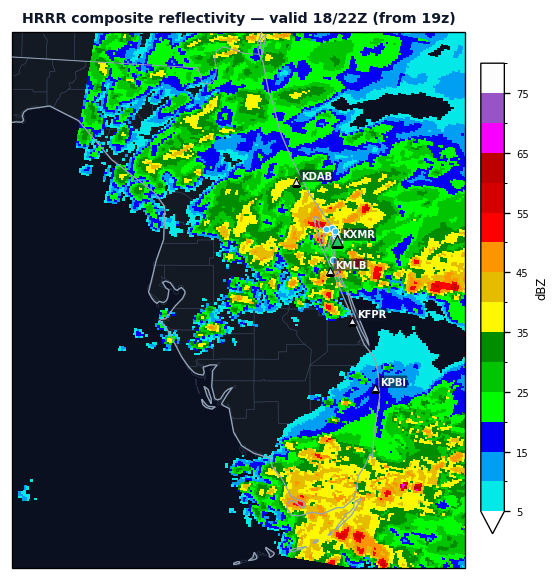 HRRR composite reflectivity — valid 18/22Z (from 19z)
KDAB
KXMR
KMLB
KFPR
KPBI
75
65
55
45
35
25
15
5
dBZ